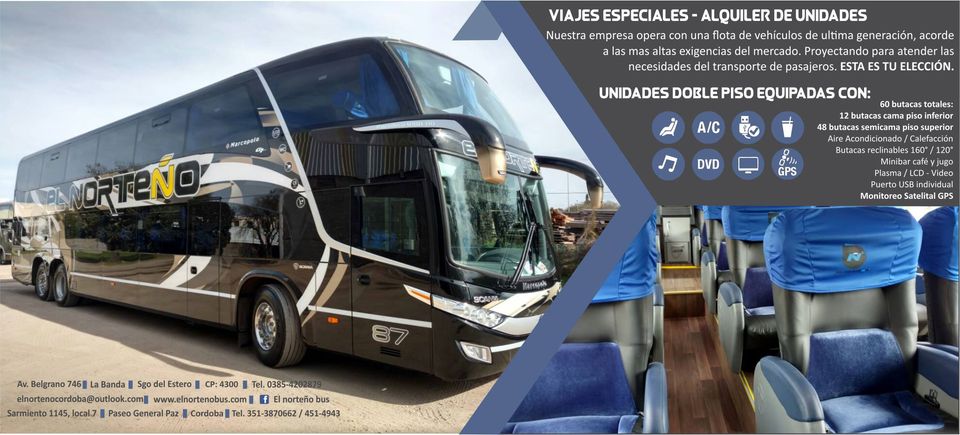 VIAJES ESPECIALES - ALQUILER DE UNIDADES
Nuestra empresa opera con una flota de vehículos de ultima generación, acorde
a las mas altas exigencias del mercado. Proyectando para atender las
necesidades del transporte de pasajeros. ESTA ES TU ELECCIÓN.
UNIDADES DOBLE PISO EQUIPADAS CON:
60 butacas totales:
12 butacas cama piso inferior
48 butacas semicama piso superior
Aire Acondicionado / Calefacción
Butacas reclinables 160° / 120°
Minibar café y jugo
Plasma / LCD - Video
Puerto USB individual
Monitoreo Satelital GPS
A/C
DVD
GPS
Marcopolo
EL NORTEÑO
SCANIA
Marcopolo
SCANIA
87
Av. Belgrano 746 La Banda Sgo del Estero CP: 4300 Tel. 0385-4202879
elnortenocordoba@outlook.com www.elnortenobus.com f El norteño bus
Sarmiento 1145, local 7 Paseo General Paz Cordoba Tel. 351-3870662 / 451-4943